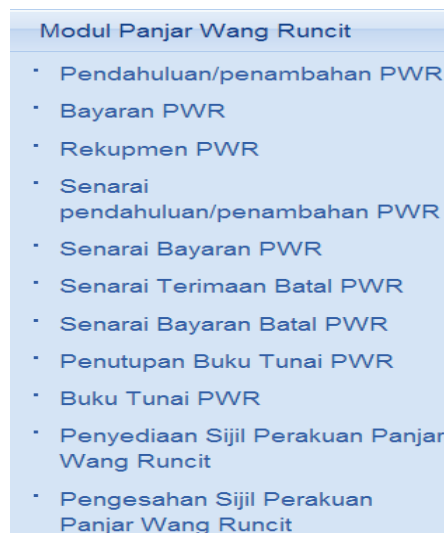 Modul Panjar Wang Runcit
Pendahuluan/penambahan PWR
Bayaran PWR
Rekupmen PWR
Senarai
pendahuluan/penambahan PWR
Senarai Bayaran PWR
Senarai Terimaan Batal PWR
Senarai Bayaran Batal PWR
Penutupan Buku Tunai PWR
Buku Tunai PWR
Penyediaan Sijil Perakuan Panjar
Wang Runcit
Pengesahan Sijil Perakuan
Panjar Wang Runcit